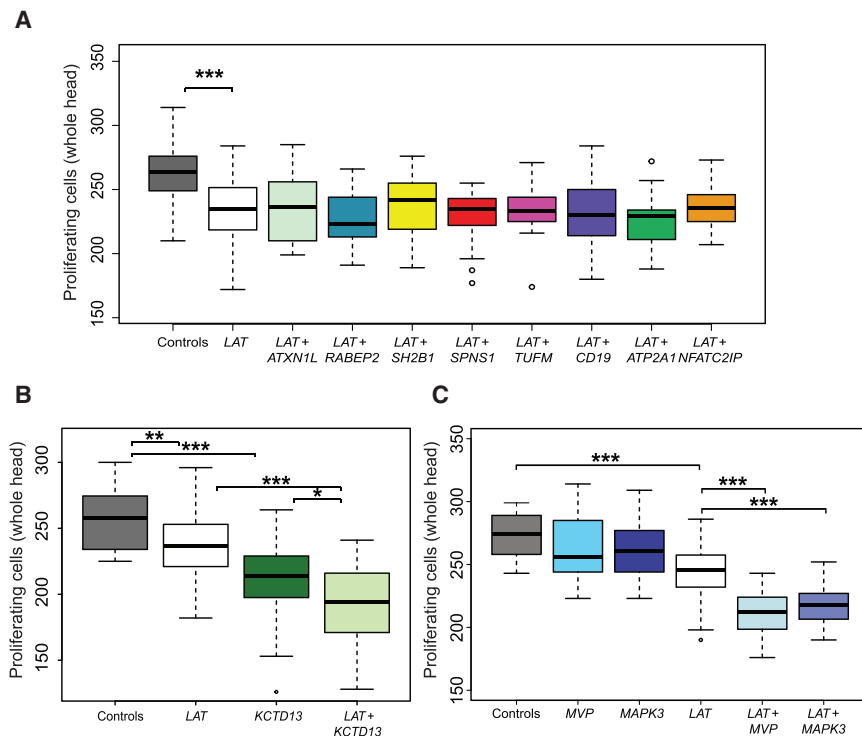 A
Proliferating cells (whole head)
350
300
250
200
150
***
Controls
LAT
LAT +
ATXN1L
LAT +
RABEP2
LAT +
SH2B1
LAT +
SPNS1
LAT +
TUFM
LAT +
CD19
LAT +
ATP2A1
LAT +
NFATC2IP
B
Proliferating cells (whole head)
300
250
200
150
**
***
***
*
Controls
LAT
KCTD13
LAT +
KCTD13
C
Proliferating cells (whole head)
350
300
250
200
150
***
***
***
Controls
MVP
MAPK3
LAT
LAT +
MVP
LAT +
MAPK3